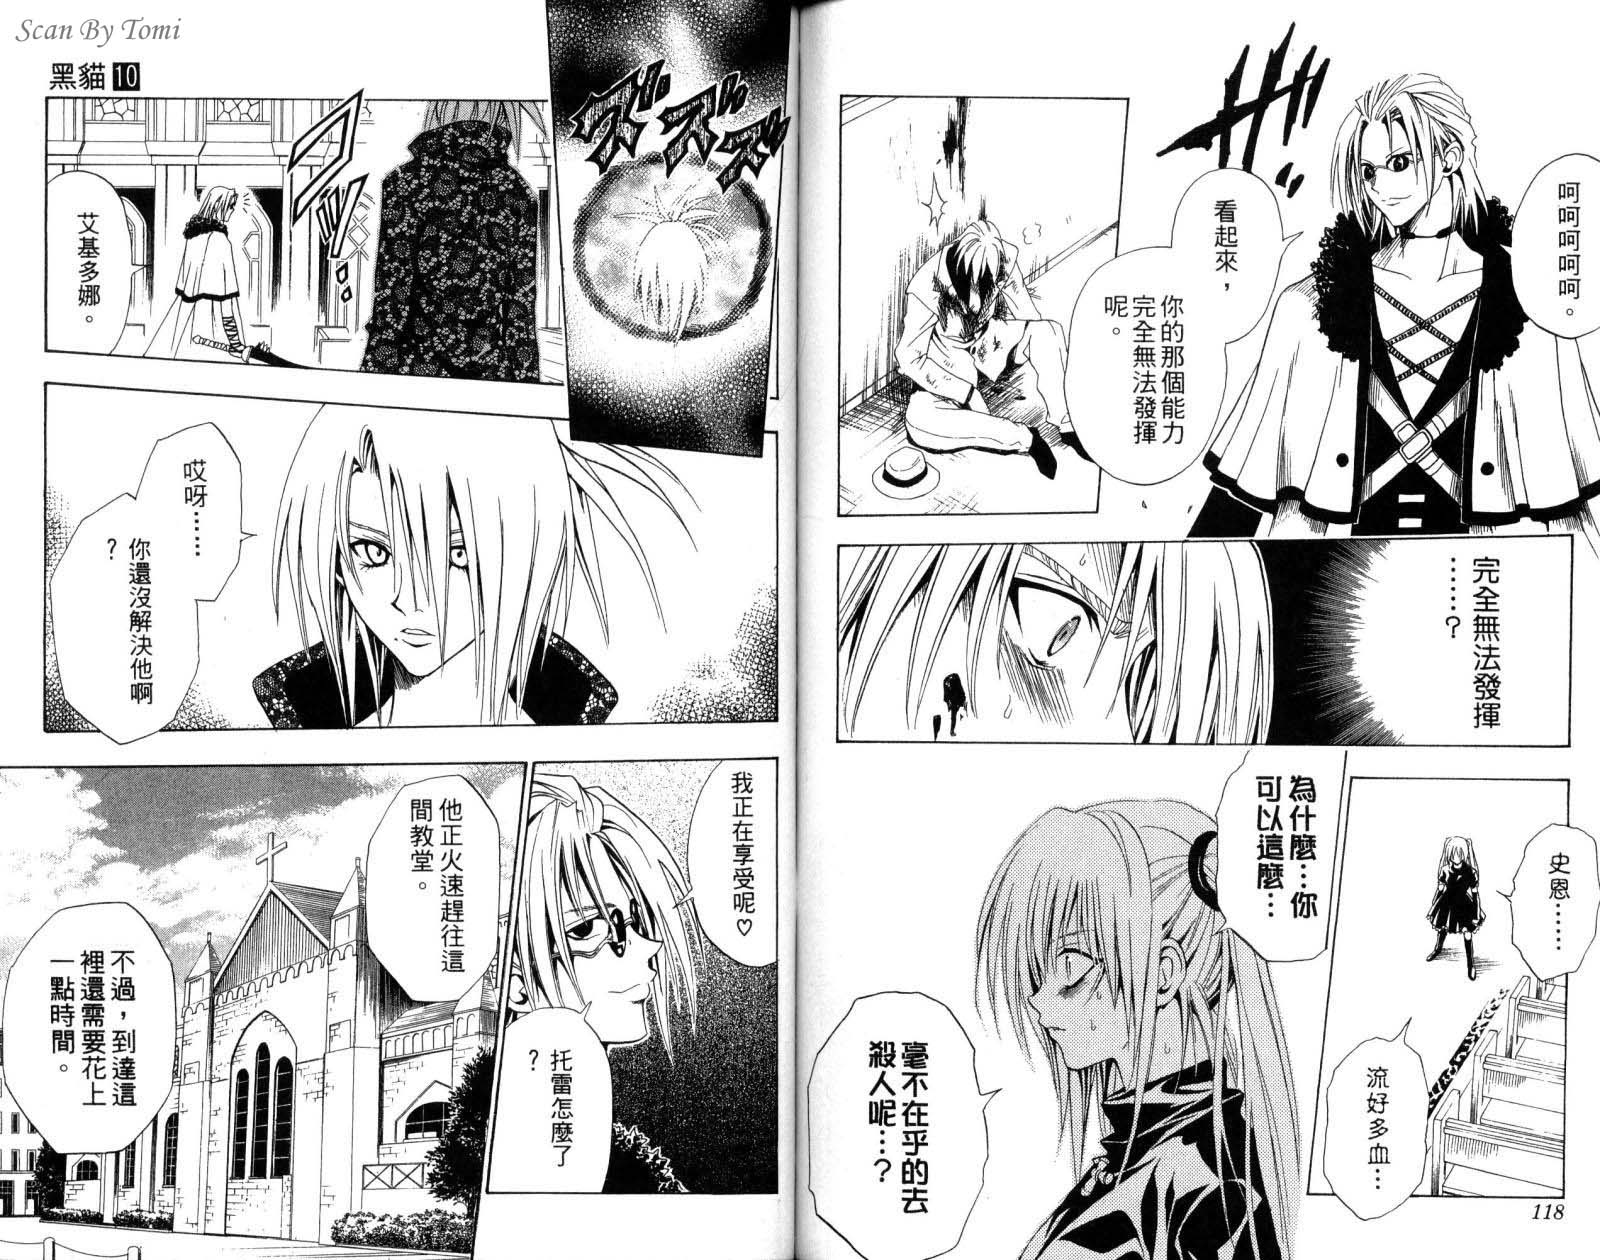 Scan By Tomi
黑貓10
呵呵呵呵呵。
看起來，
你的那個能力
完全無法發揮
呢。
完全無法發揮
……？
史恩……
流好多血…
為什麼…你
可以這麼…
毫不在乎的去
殺人呢…？
118
ズズズ
艾基多娜。
哎呀……
你還沒解決他啊
？
我正在享受呢♡
托雷怎麼了
？
他正火速趕往這
間教堂。
不過，到達這
裡還需要花上
一點時間。